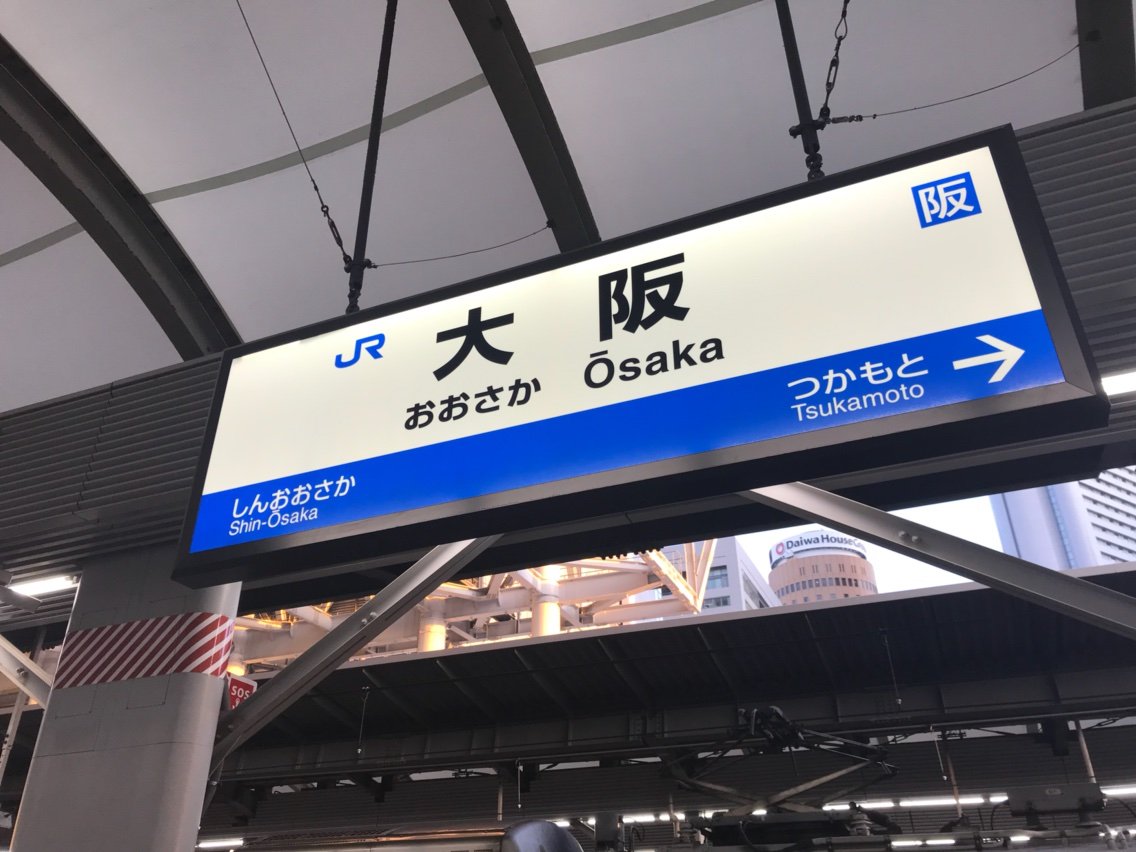 阪
JR 大阪
おおさか Ōsaka
つかもと →
Tsukamoto
しんおおさか
Shin-Ōsaka
Daiwa House
SOS